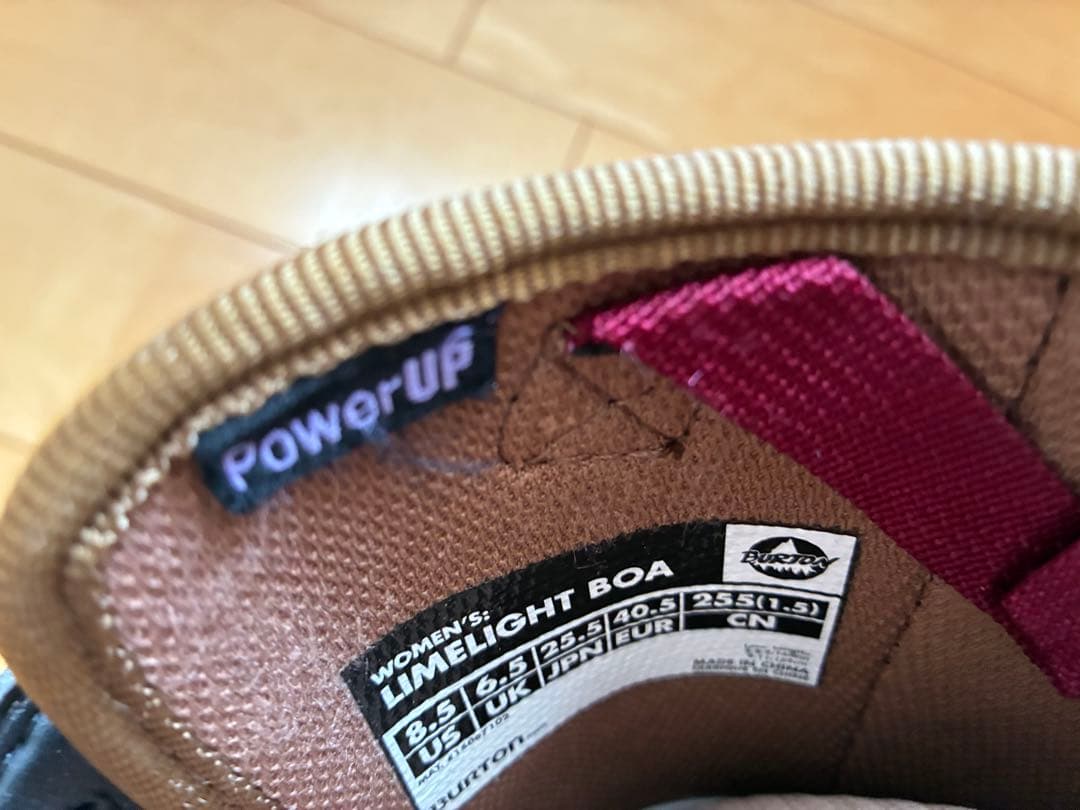 PowerUP
BURTON
WOMEN'S:
LIMELIGHT BOA
8.5 6.5 25.5 40.5 255(1.5)
US UK JPN EUR CN
MADE IN CHINA
BURTON